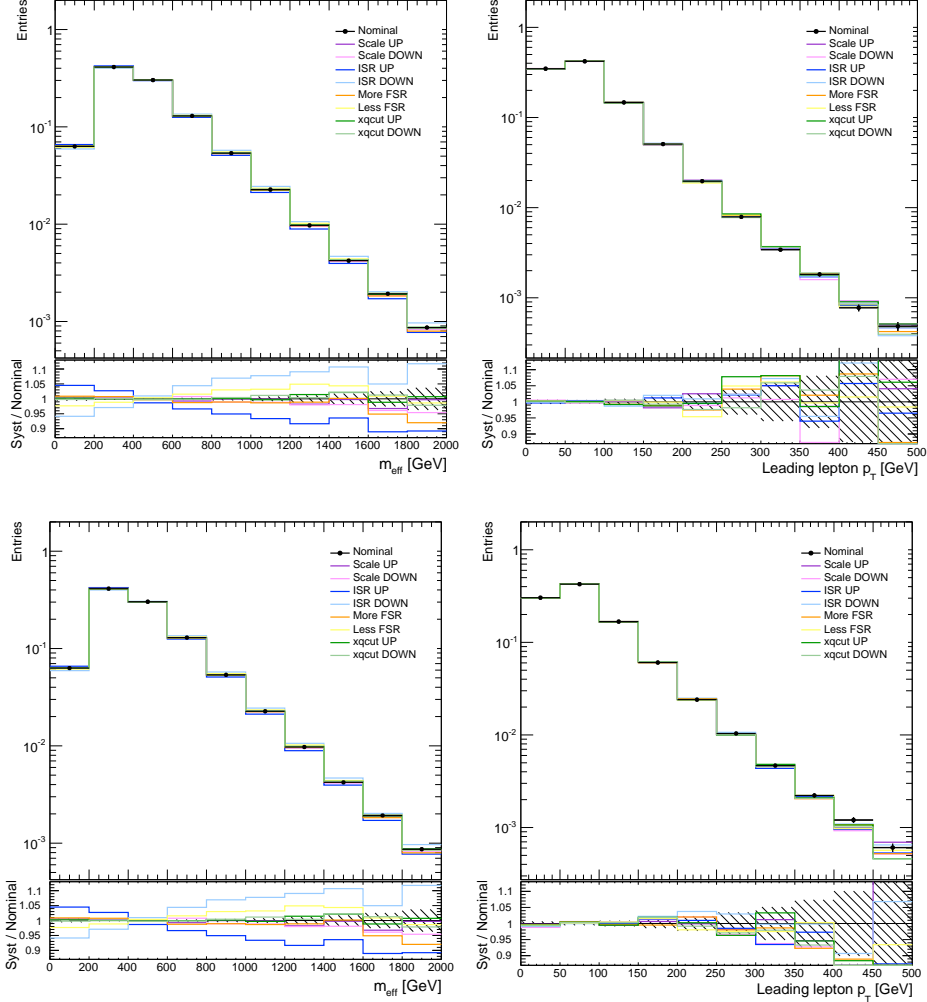 Entries
1
10^-1
10^-2
10^-3
Nominal
Scale UP
Scale DOWN
ISR UP
ISR DOWN
More FSR
Less FSR
xqcut UP
xqcut DOWN
Syst / Nominal
1.1
1.05
1
0.95
0.9
0 200 400 600 800 1000 1200 1400 1600 1800 2000
m_eff [GeV]
Entries
1
10^-1
10^-2
10^-3
Nominal
Scale UP
Scale DOWN
ISR UP
ISR DOWN
More FSR
Less FSR
xqcut UP
xqcut DOWN
Syst / Nominal
1.1
1.05
1
0.95
0.9
0 50 100 150 200 250 300 350 400 450 500
Leading lepton p_T [GeV]
Entries
1
10^-1
10^-2
10^-3
Nominal
Scale UP
Scale DOWN
ISR UP
ISR DOWN
More FSR
Less FSR
xqcut UP
xqcut DOWN
Syst / Nominal
1.1
1.05
1
0.95
0.9
0 200 400 600 800 1000 1200 1400 1600 1800 2000
m_eff [GeV]
Entries
1
10^-1
10^-2
10^-3
Nominal
Scale UP
Scale DOWN
ISR UP
ISR DOWN
More FSR
Less FSR
xqcut UP
xqcut DOWN
Syst / Nominal
1.1
1.05
1
0.95
0.9
0 50 100 150 200 250 300 350 400 450 500
Leading lepton p_T [GeV]